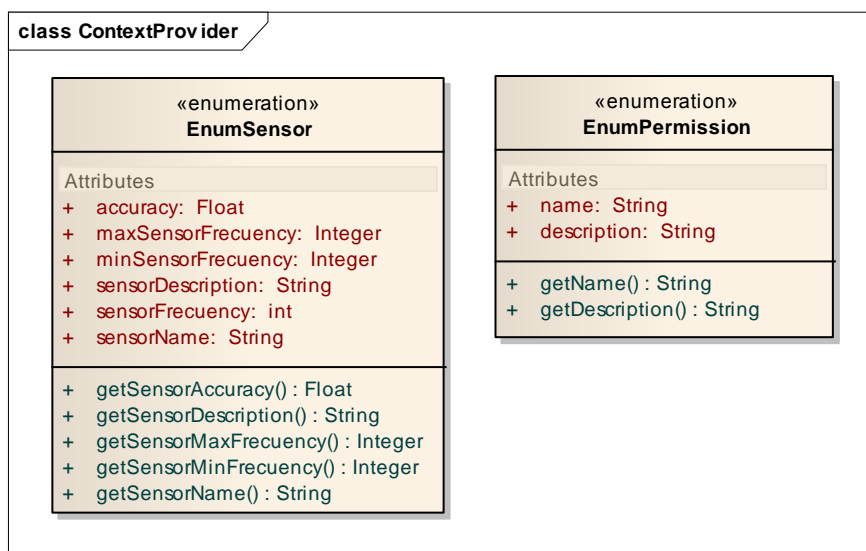 class ContextProvider
«enumeration»
EnumSensor
Attributes
+ accuracy: Float
+ maxSensorFrecuency: Integer
+ minSensorFrecuency: Integer
+ sensorDescription: String
+ sensorFrecuency: int
+ sensorName: String
+ getSensorAccuracy() : Float
+ getSensorDescription() : String
+ getSensorMaxFrecuency() : Integer
+ getSensorMinFrecuency() : Integer
+ getSensorName() : String
«enumeration»
EnumPermission
Attributes
+ name: String
+ description: String
+ getName() : String
+ getDescription() : String